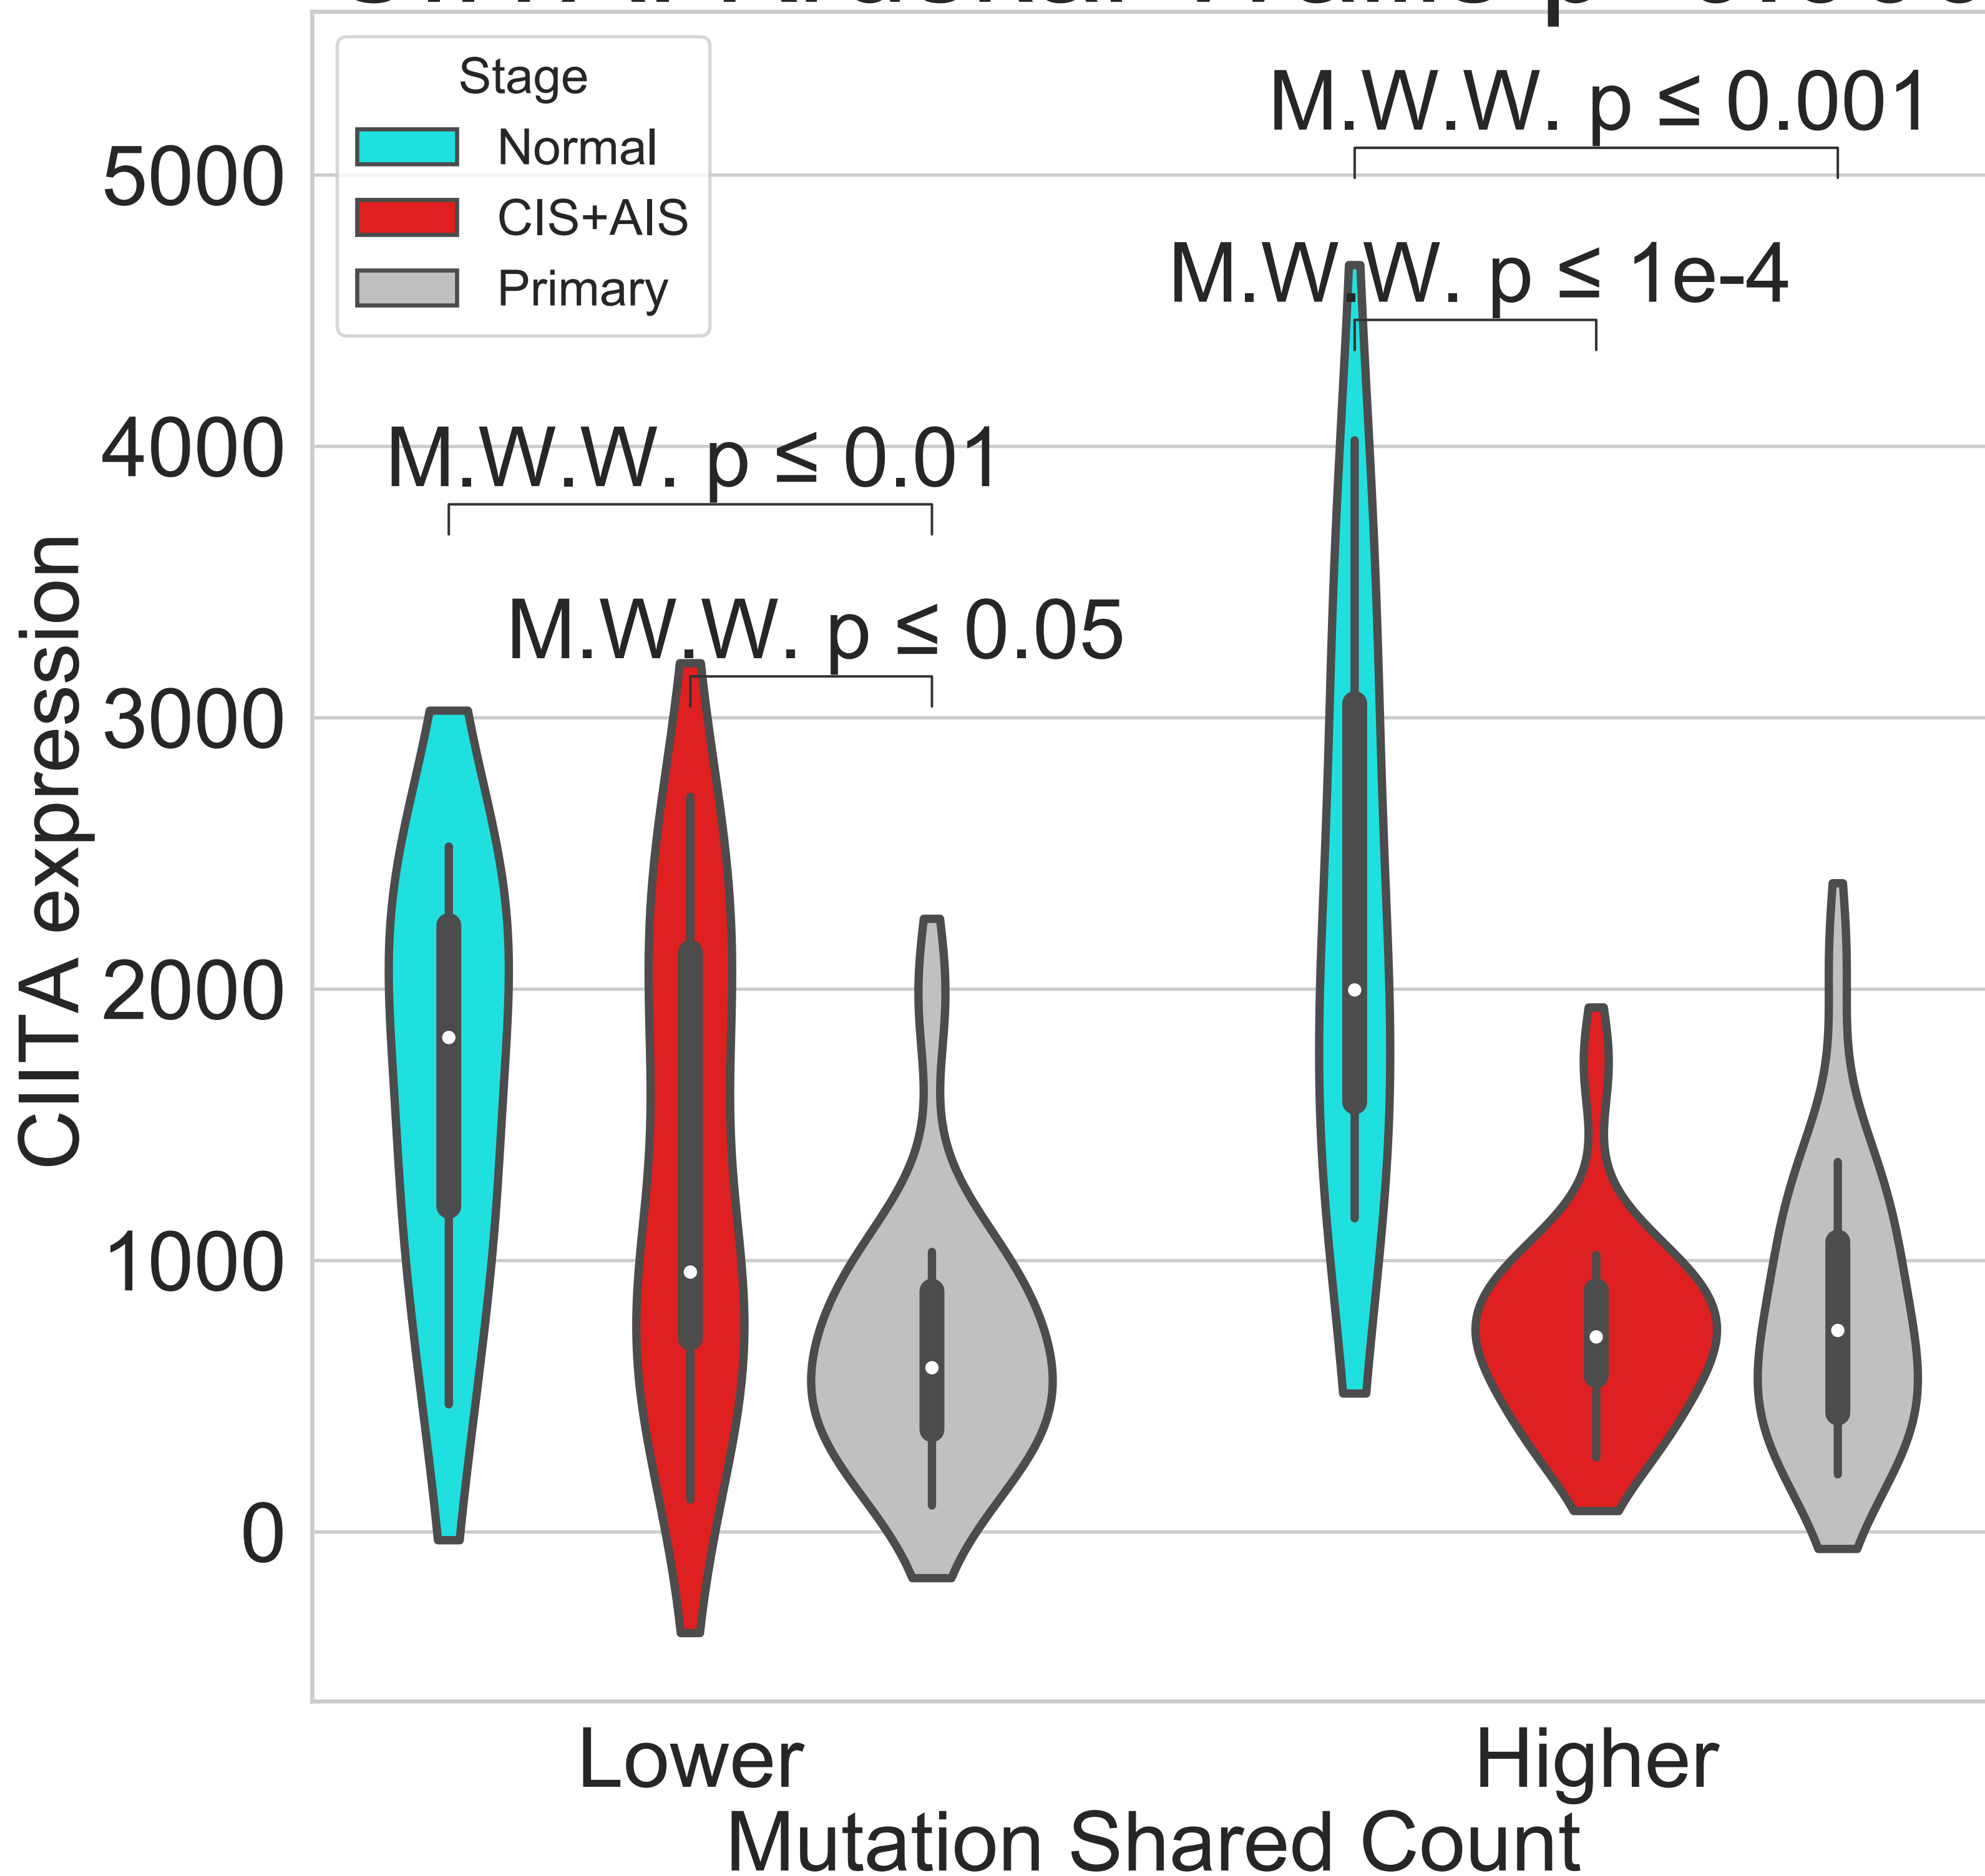 Stage
Normal
CIS+AIS
Primary
M.W.W. p ≤ 0.001
M.W.W. p ≤ 1e-4
M.W.W. p ≤ 0.01
M.W.W. p ≤ 0.05
5000
4000
3000
2000
1000
0
CIITA expression
Lower
Higher
Mutation Shared Count